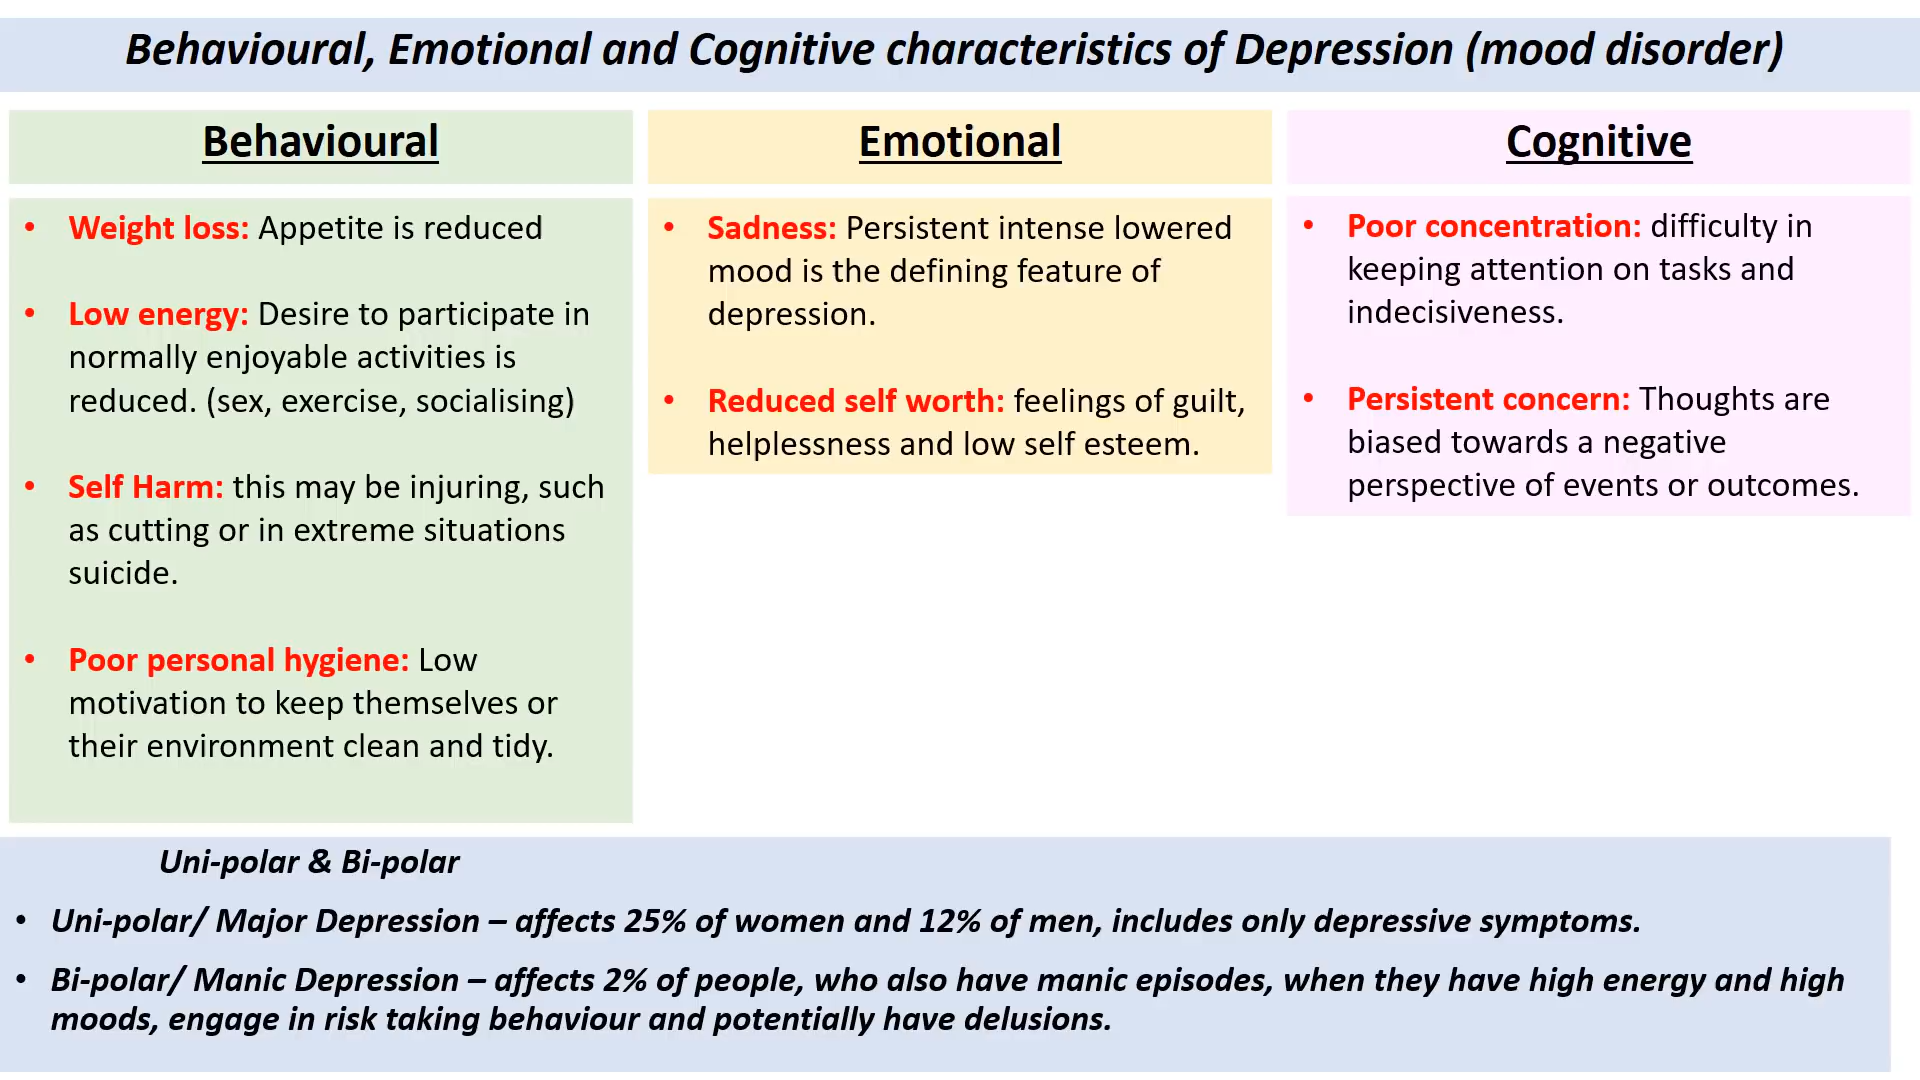 Behavioural, Emotional and Cognitive characteristics of Depression (mood disorder)
Behavioural
• Weight loss: Appetite is reduced
• Low energy: Desire to participate in
normally enjoyable activities is
reduced. (sex, exercise, socialising)
• Self Harm: this may be injuring, such
as cutting or in extreme situations
suicide.
• Poor personal hygiene: Low
motivation to keep themselves or
their environment clean and tidy.
Emotional
• Sadness: Persistent intense lowered
mood is the defining feature of
depression.
• Reduced self worth: feelings of guilt,
helplessness and low self esteem.
Cognitive
• Poor concentration: difficulty in
keeping attention on tasks and
indecisiveness.
• Persistent concern: Thoughts are
biased towards a negative
perspective of events or outcomes.
Uni-polar & Bi-polar
• Uni-polar/ Major Depression – affects 25% of women and 12% of men, includes only depressive symptoms.
• Bi-polar/ Manic Depression – affects 2% of people, who also have manic episodes, when they have high energy and high
moods, engage in risk taking behaviour and potentially have delusions.